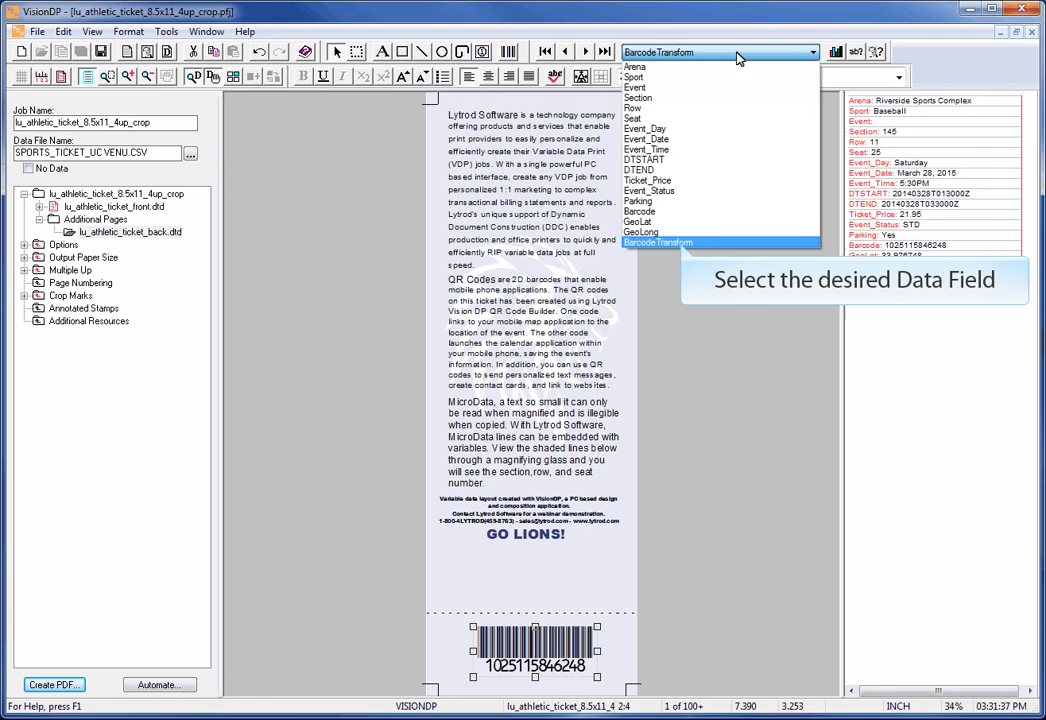 VisionDP - [lu_athletic_ticket_8.5x11_4up_crop.pfj]
File Edit View Format Tools Window Help
BarcodeTransform
Arena
Sport
Event
Section
Row
Seat
Event_Day
Event_Date
Event_Time
DTSTART
DTEND
Ticket_Price
Event_Status
Parking
Barcode
GeoLat
GeoLong
BarcodeTransform
Select the desired Data Field
Job Name:
lu_athletic_ticket_8.5x11_4up_crop
Data File Name:
SPORTS_TICKET_UC VENU.CSV
...
No Data
lu_athletic_ticket_8.5x11_4up_crop
lu_athletic_ticket_front.dtd
Additional Pages
lu_athletic_ticket_back.dtd
Options
Output Paper Size
Multiple Up
Page Numbering
Crop Marks
Annotated Stamps
Additional Resources
Create PDF...
Automate...
Lytrod Software is a technology company
offering products and services that enable
print providers to easily personalize and
efficiently create their Variable Data Print
(VDP) jobs. With a single powerful PC
based interface, create any VDP job from
personalized 1:1 marketing to complex
transactional billing statements and reports.
Lytrod's unique support of Dynamic
Document Construction (DDC) enables
production and office printers to quickly and
efficiently RIP variable data jobs at full
speed.
QR Codes are 2D barcodes that enable
mobile phone applications. The QR codes
on this ticket has been created using Lytrod
Vision DP QR Code Builder. One code
links to your mobile map application to the
location of the event. The other code
launches the calendar application within
your mobile phone, saving the event's
information. In addition, you can use QR
codes to send personalized text messages,
create contact cards, and link to websites.
MicroData, a text so small it can only
be read when magnified and is illegible
when copied. With Lytrod Software,
MicroData lines can be embedded with
variables. View the shaded lines below
through a magnifying glass and you
will see the section,row, and seat
number.
Variable data layout created with VisionDP, a PC based design
and composition application.
Contact Lytrod Software for a webinar demonstration.
1-800-4LYTROD(459-8763) - sales@lytrod.com - www.lytrod.com
GO LIONS!
1025115846248
Arena: Riverside Sports Complex
Sport: Baseball
Event:
Section: 145
Row: 11
Seat: 25
Event_Day: Saturday
Event_Date: March 28, 2015
Event_Time: 5:30PM
DTSTART: 20140328T013000Z
DTEND: 20140328T033000Z
Ticket_Price: 21.95
Event_Status: STD
Parking: Yes
Barcode: 1025115846248
For Help, press F1
VISIONDP
lu_athletic_ticket_8.5x11_4 2:4
1 of 100+
7.390
3.253
INCH
34%
03:31:37 PM